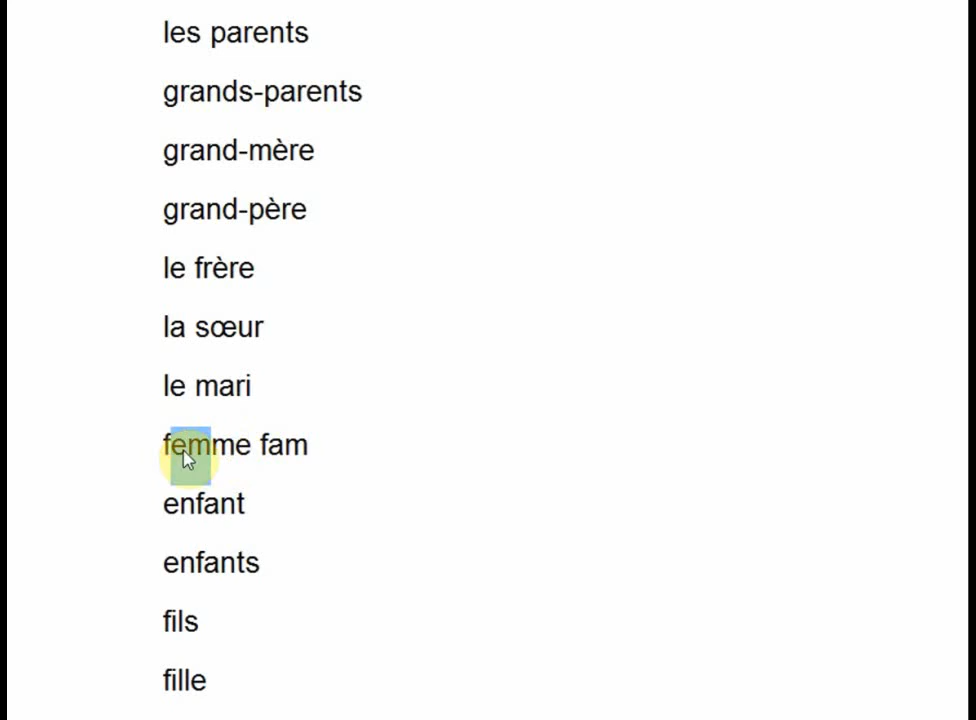 les parents
grands-parents
grand-mère
grand-père
le frère
la sœur
le mari
femme fam
enfant
enfants
fils
fille